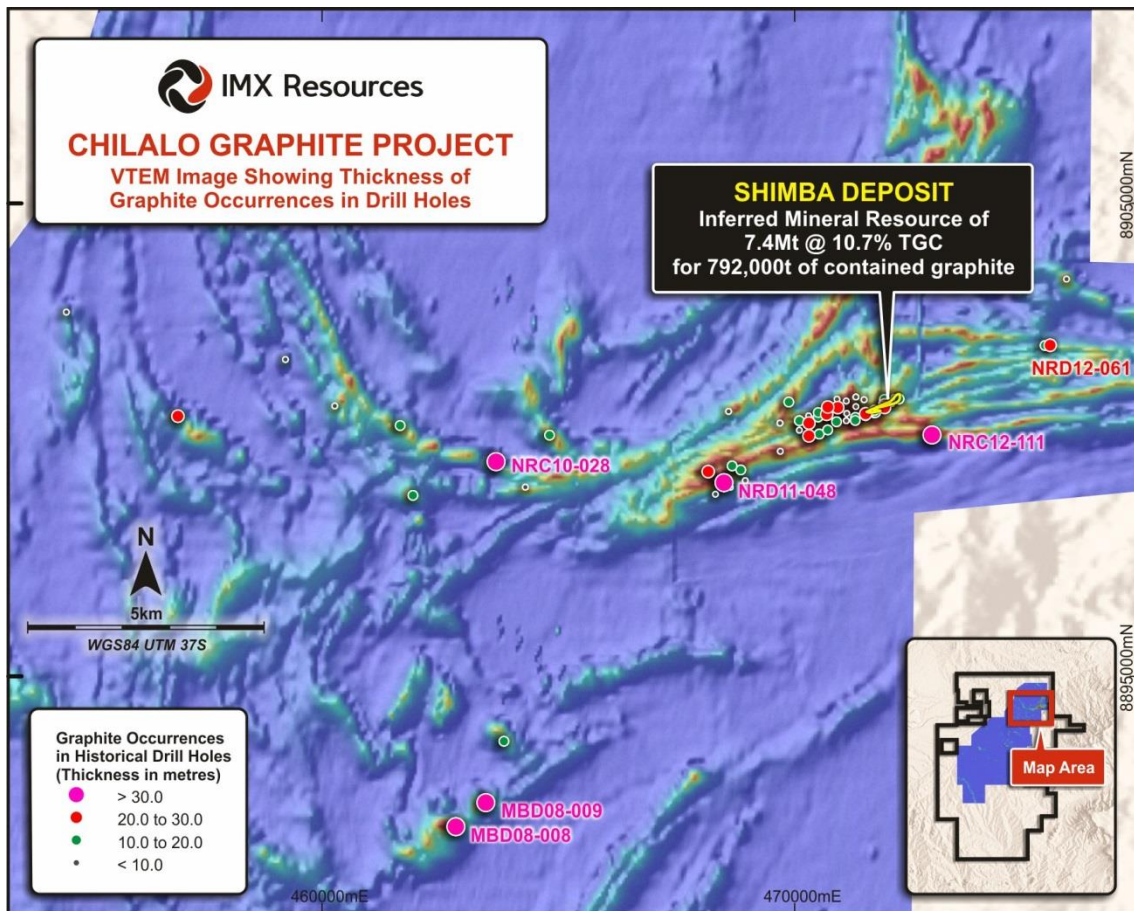 IMX Resources
CHILALO GRAPHITE PROJECT
VTEM Image Showing Thickness of
Graphite Occurrences in Drill Holes
SHIMBA DEPOSIT
Inferred Mineral Resource of
7.4Mt @ 10.7% TGC
for 792,000t of contained graphite
8905000mN
NRD12-061
NRC12-111
NRC10-028
NRD11-048
N
5km
WGS84 UTM 37S
8895000mN
Graphite Occurrences
in Historical Drill Holes
(Thickness in metres)
> 30.0
20.0 to 30.0
10.0 to 20.0
< 10.0
MBD08-009
MBD08-008
Map Area
460000mE
470000mE